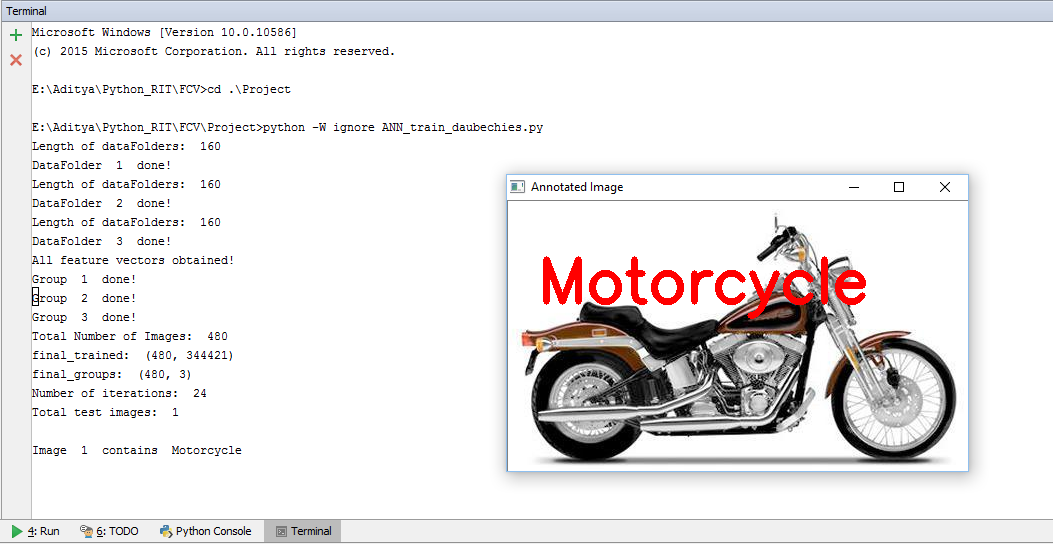 Terminal
Microsoft Windows [Version 10.0.10586]
(c) 2015 Microsoft Corporation. All rights reserved.
E:\Aditya\Python_RIT\FCV>cd .\Project
E:\Aditya\Python_RIT\FCV\Project>python -W ignore ANN_train_daubechies.py
Length of dataFolders:  160
DataFolder  1  done!
Length of dataFolders:  160
DataFolder  2  done!
Length of dataFolders:  160
DataFolder  3  done!
All feature vectors obtained!
Group  1  done!
Group  2  done!
Group  3  done!
Total Number of Images:  480
final_trained:  (480, 344421)
final_groups:  (480, 3)
Number of iterations:  24
Total test images:  1
Image  1  contains  Motorcycle
Annotated Image
Motorcycle
4: Run
6: TODO
Python Console
Terminal